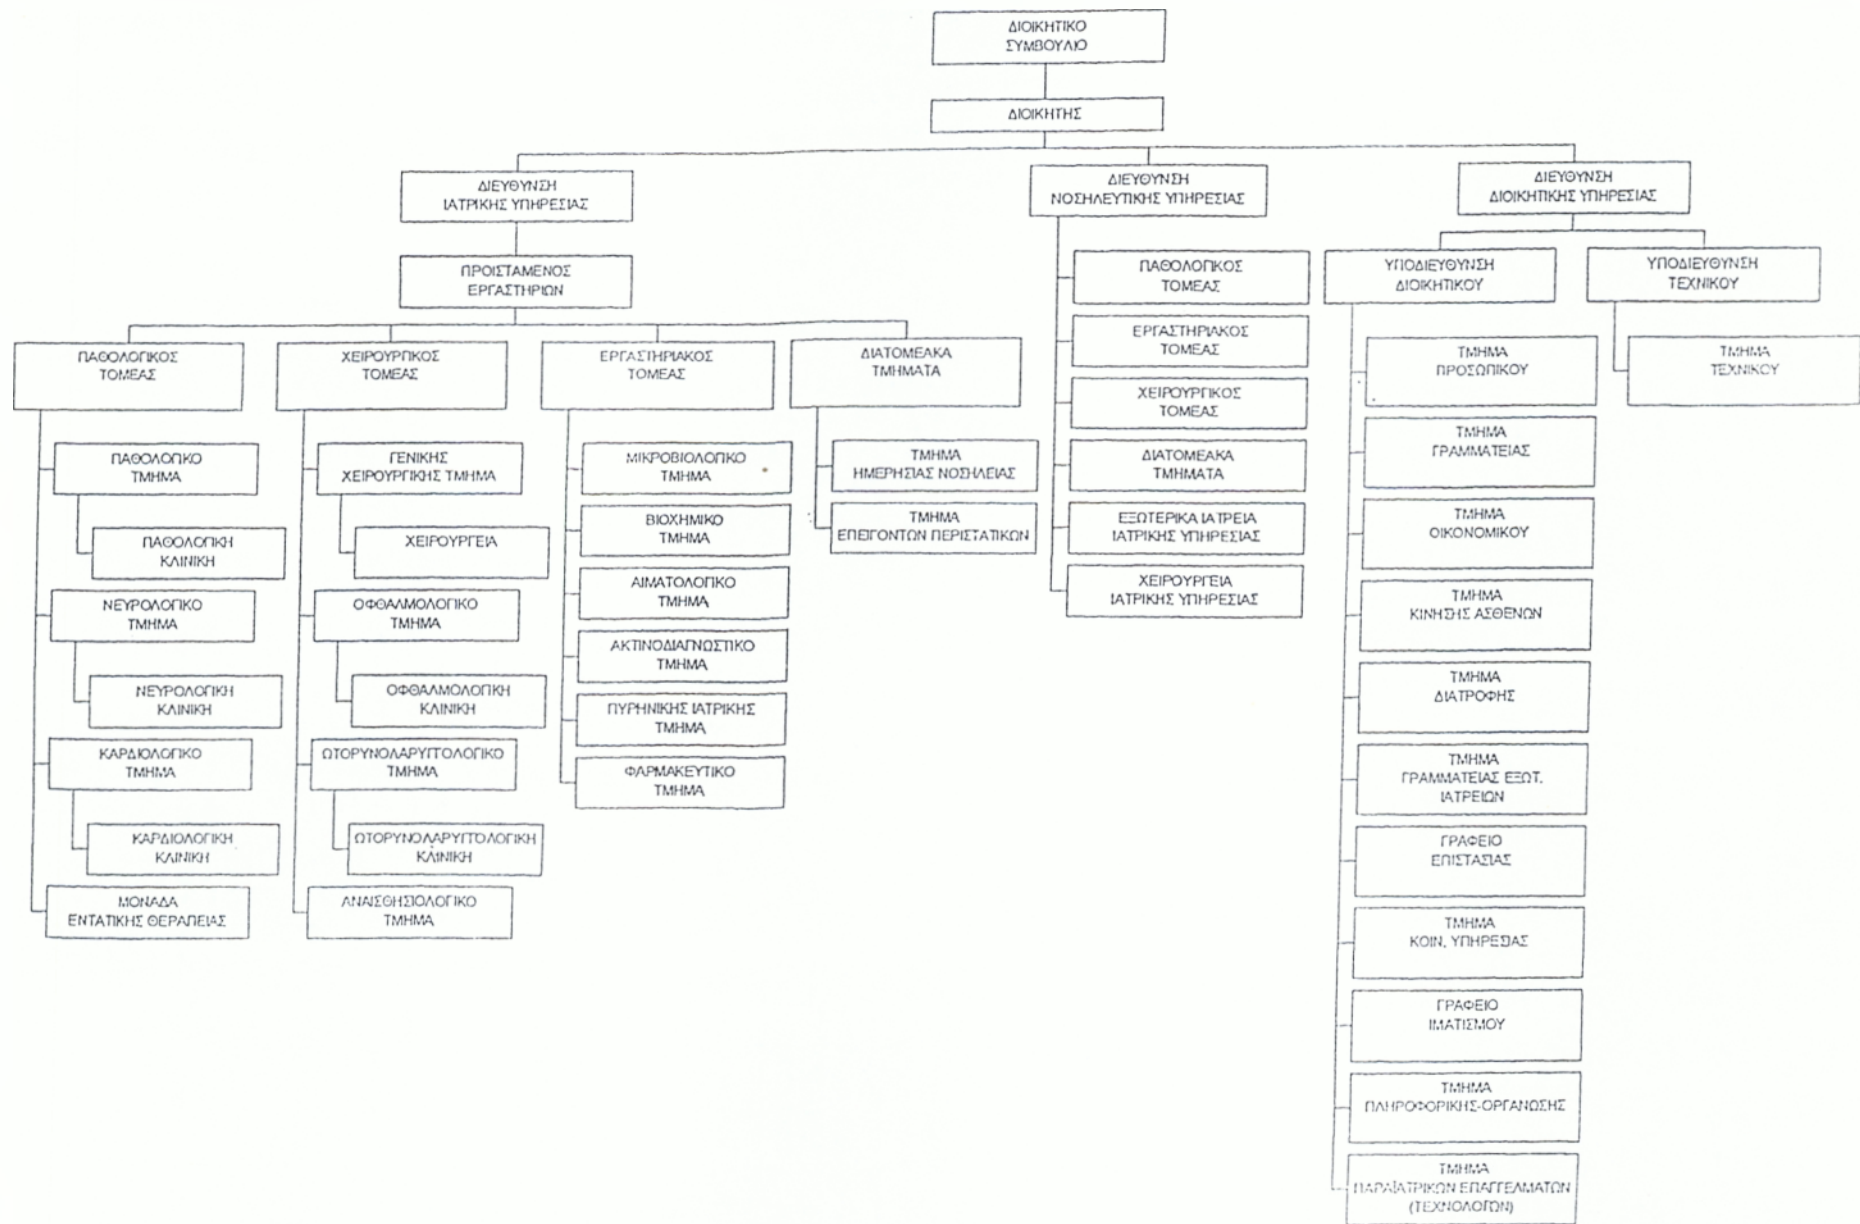 ΔΙΟΙΚΗΤΙΚΟ
ΣΥΜΒΟΥΛΙΟ
ΔΙΟΙΚΗΤΗΣ
ΔΙΕΥΘΥΝΣΗ
ΙΑΤΡΙΚΗΣ ΥΠΗΡΕΣΙΑΣ
ΠΡΟΙΣΤΑΜΕΝΟΣ
ΕΡΓΑΣΤΗΡΙΩΝ
ΠΑΘΟΛΟΓΙΚΟΣ
ΤΟΜΕΑΣ
ΠΑΘΟΛΟΓΙΚΟ
ΤΜΗΜΑ
ΠΑΘΟΛΟΓΙΚΗ
ΚΛΙΝΙΚΗ
ΝΕΥΡΟΛΟΓΙΚΟ
ΤΜΗΜΑ
ΝΕΥΡΟΛΟΓΙΚΗ
ΚΛΙΝΙΚΗ
ΚΑΡΔΙΟΛΟΓΙΚΟ
ΤΜΗΜΑ
ΚΑΡΔΙΟΛΟΓΙΚΗ
ΚΛΙΝΙΚΗ
ΜΟΝΑΔΑ
ΕΝΤΑΤΙΚΗΣ ΘΕΡΑΠΕΙΑΣ
ΧΕΙΡΟΥΡΓΙΚΟΣ
ΤΟΜΕΑΣ
ΓΕΝΙΚΗΣ
ΧΕΙΡΟΥΡΓΙΚΗΣ ΤΜΗΜΑ
ΧΕΙΡΟΥΡΓΕΙΑ
ΟΦΘΑΛΜΟΛΟΓΙΚΟ
ΤΜΗΜΑ
ΟΦΘΑΛΜΟΛΟΓΙΚΗ
ΚΛΙΝΙΚΗ
ΩΤΟΡΥΝΟΛΑΡΥΓΓΟΛΟΓΙΚΟ
ΤΜΗΜΑ
ΩΤΟΡΥΝΟΛΑΡΥΓΓΟΛΟΓΙΚΗ
ΚΛΙΝΙΚΗ
ΑΝΑΙΣΘΗΣΙΟΛΟΓΙΚΟ
ΤΜΗΜΑ
ΕΡΓΑΣΤΗΡΙΑΚΟΣ
ΤΟΜΕΑΣ
ΜΙΚΡΟΒΙΟΛΟΓΙΚΟ
ΤΜΗΜΑ
ΒΙΟΧΗΜΙΚΟ
ΤΜΗΜΑ
ΑΙΜΑΤΟΛΟΓΙΚΟ
ΤΜΗΜΑ
ΑΚΤΙΝΟΔΙΑΓΝΩΣΤΙΚΟ
ΤΜΗΜΑ
ΠΥΡΗΝΙΚΗΣ ΙΑΤΡΙΚΗΣ
ΤΜΗΜΑ
ΦΑΡΜΑΚΕΥΤΙΚΟ
ΤΜΗΜΑ
ΔΙΑΤΟΜΕΑΚΑ
ΤΜΗΜΑΤΑ
ΤΜΗΜΑ
ΗΜΕΡΗΣΙΑΣ ΝΟΣΗΛΕΙΑΣ
ΤΜΗΜΑ
ΕΠΕΙΓΟΝΤΩΝ ΠΕΡΙΣΤΑΤΙΚΩΝ
ΔΙΕΥΘΥΝΣΗ
ΝΟΣΗΛΕΥΤΙΚΗΣ ΥΠΗΡΕΣΙΑΣ
ΠΑΘΟΛΟΓΙΚΟΣ
ΤΟΜΕΑΣ
ΕΡΓΑΣΤΗΡΙΑΚΟΣ
ΤΟΜΕΑΣ
ΧΕΙΡΟΥΡΓΙΚΟΣ
ΤΟΜΕΑΣ
ΔΙΑΤΟΜΕΑΚΑ
ΤΜΗΜΑΤΑ
ΕΞΩΤΕΡΙΚΑ ΙΑΤΡΕΙΑ
ΙΑΤΡΙΚΗΣ ΥΠΗΡΕΣΙΑΣ
ΧΕΙΡΟΥΡΓΕΙΑ
ΙΑΤΡΙΚΗΣ ΥΠΗΡΕΣΙΑΣ
ΔΙΕΥΘΥΝΣΗ
ΔΙΟΙΚΗΤΙΚΗΣ ΥΠΗΡΕΣΙΑΣ
ΥΠΟΔΙΕΥΘΥΝΣΗ
ΔΙΟΙΚΗΤΙΚΟΥ
ΤΜΗΜΑ
ΠΡΟΣΩΠΙΚΟΥ
ΤΜΗΜΑ
ΓΡΑΜΜΑΤΕΙΑΣ
ΤΜΗΜΑ
ΟΙΚΟΝΟΜΙΚΟΥ
ΤΜΗΜΑ
ΚΙΝΗΣΗΣ ΑΣΘΕΝΩΝ
ΤΜΗΜΑ
ΔΙΑΤΡΟΦΗΣ
ΤΜΗΜΑ
ΓΡΑΜΜΑΤΕΙΑΣ ΕΞΩΤ.
ΙΑΤΡΕΙΩΝ
ΓΡΑΦΕΙΟ
ΕΠΙΣΤΑΣΙΑΣ
ΤΜΗΜΑ
ΚΟΙΝ. ΥΠΗΡΕΣΙΑΣ
ΓΡΑΦΕΙΟ
ΙΜΑΤΙΣΜΟΥ
ΤΜΗΜΑ
ΠΛΗΡΟΦΟΡΙΚΗΣ-ΟΡΓΑΝΩΣΗΣ
ΤΜΗΜΑ
ΠΑΡΑΪΑΤΡΙΚΩΝ ΕΠΑΓΓΕΛΜΑΤΩΝ
(ΤΕΧΝΟΛΟΓΩΝ)
ΥΠΟΔΙΕΥΘΥΝΣΗ
ΤΕΧΝΙΚΟΥ
ΤΜΗΜΑ
ΤΕΧΝΙΚΟΥ